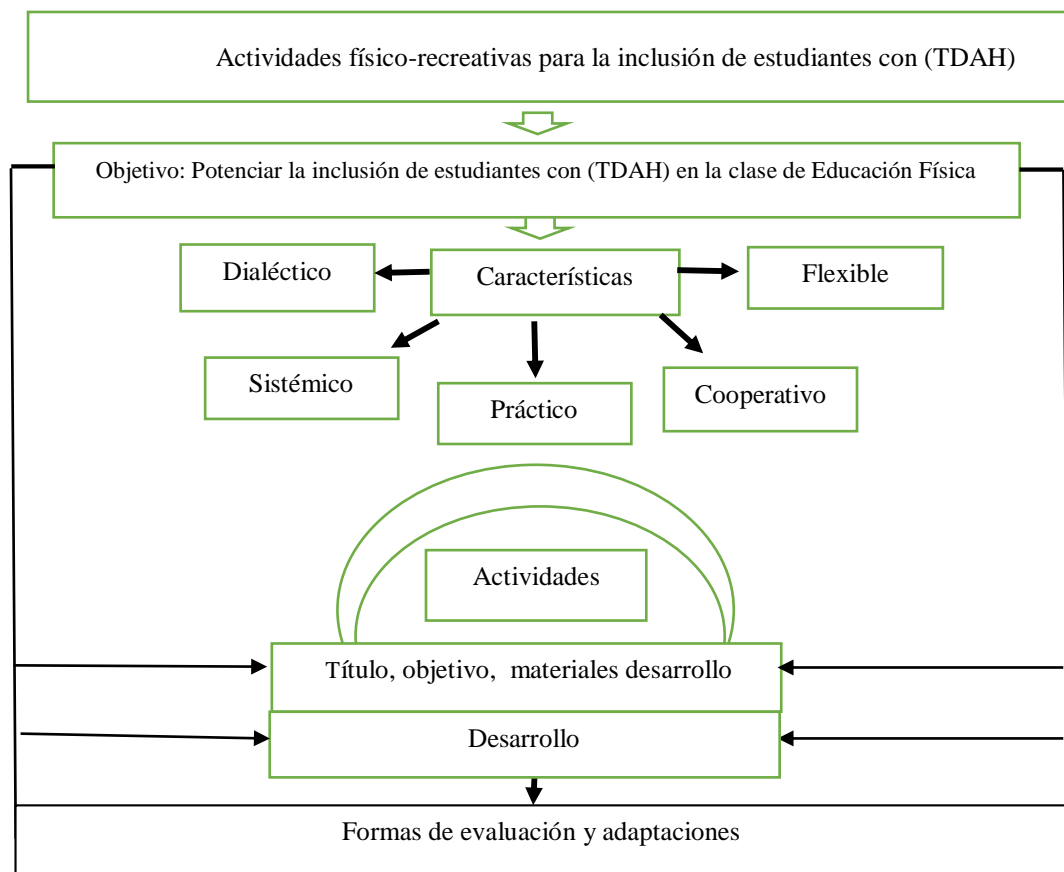 Actividades físico-recreativas para la inclusión de estudiantes con (TDAH)
Objetivo: Potenciar la inclusión de estudiantes con (TDAH) en la clase de Educación Física
Dialéctico
Características
Flexible
Sistémico
Práctico
Cooperativo
Actividades
Título, objetivo, materiales desarrollo
Desarrollo
Formas de evaluación y adaptaciones